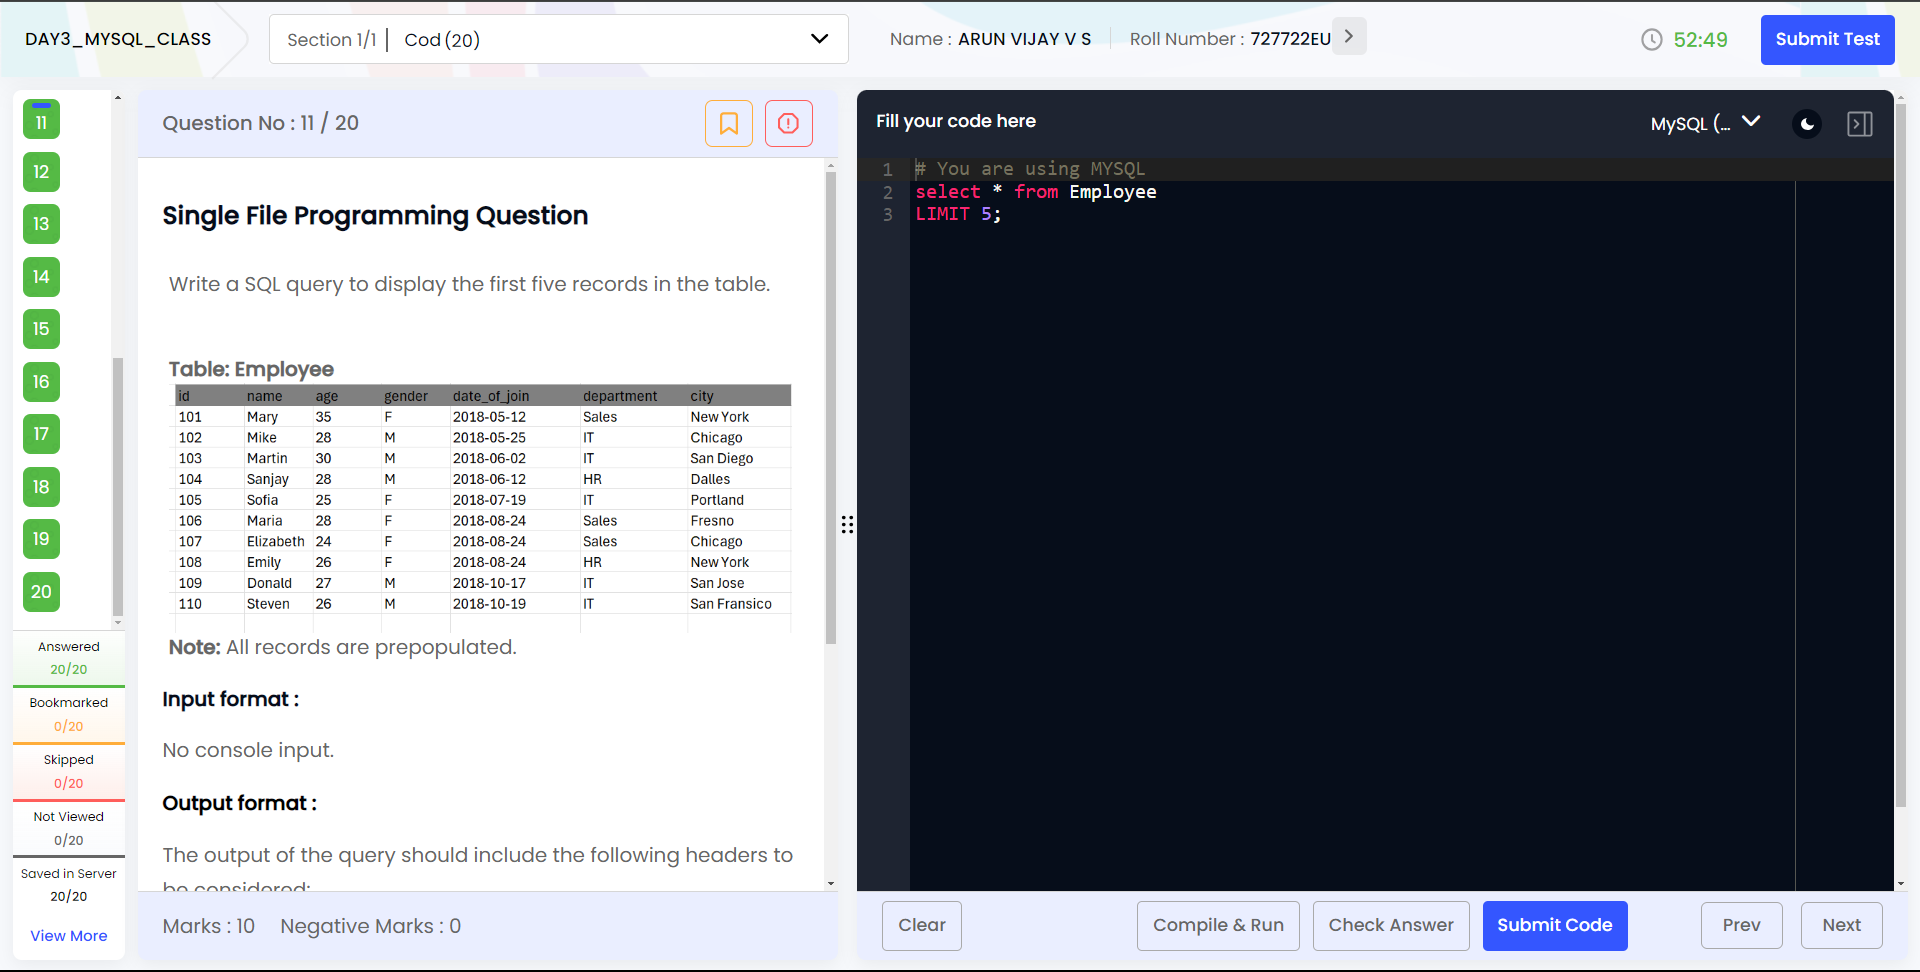 DAY3_MYSQL_CLASS
Section 1/1 | Cod (20)
Name : ARUN VIJAY V S
Roll Number : 727722EU
52:49
Submit Test
11
12
13
14
15
16
17
18
19
20
Answered
20/20
Bookmarked
0/20
Skipped
0/20
Not Viewed
0/20
Saved in Server
20/20
View More
Question No : 11 / 20
Single File Programming Question
Write a SQL query to display the first five records in the table.
Table: Employee
id name age gender date_of_join department city
101 Mary 35 F 2018-05-12 Sales New York
102 Mike 28 M 2018-05-25 IT Chicago
103 Martin 30 M 2018-06-02 IT San Diego
104 Sanjay 28 M 2018-06-12 HR Dalles
105 Sofia 25 F 2018-07-19 IT Portland
106 Maria 28 F 2018-08-24 Sales Fresno
107 Elizabeth 24 F 2018-08-24 Sales Chicago
108 Emily 26 F 2018-08-24 HR New York
109 Donald 27 M 2018-10-17 IT San Jose
110 Steven 26 M 2018-10-19 IT San Fransico
Note: All records are prepopulated.
Input format :
No console input.
Output format :
The output of the query should include the following headers to
be considered:
Marks : 10 Negative Marks : 0
Fill your code here
MySQL (...
1 # You are using MYSQL
2 select * from Employee
3 LIMIT 5;
Clear
Compile & Run
Check Answer
Submit Code
Prev
Next